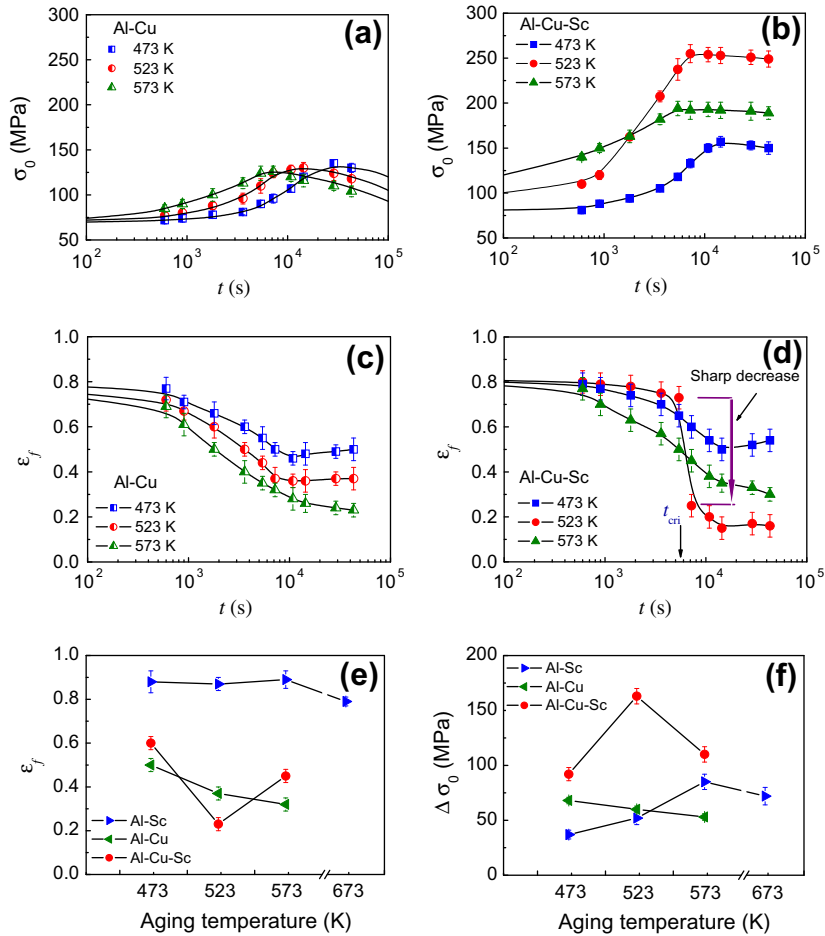 Al-Cu
473 K
523 K
573 K
(a)
300
250
200
150
100
50
σ0 (MPa)
10^2 10^3 10^4 10^5
t (s)
Al-Cu-Sc
473 K
523 K
573 K
(b)
300
250
200
150
100
50
σ0 (MPa)
10^2 10^3 10^4 10^5
t (s)
(c)
1.0
0.8
0.6
0.4
0.2
0.0
εf
Al-Cu
473 K
523 K
573 K
10^2 10^3 10^4 10^5
t (s)
(d)
Sharp decrease
1.0
0.8
0.6
0.4
0.2
0.0
εf
Al-Cu-Sc
473 K
523 K
573 K
tcri
10^2 10^3 10^4 10^5
t (s)
(e)
1.0
0.8
0.6
0.4
0.2
0.0
εf
Al-Sc
Al-Cu
Al-Cu-Sc
473 523 573 673
Aging temperature (K)
(f)
Al-Sc
Al-Cu
Al-Cu-Sc
200
150
100
50
0
Δ σ0 (MPa)
473 523 573 673
Aging temperature (K)